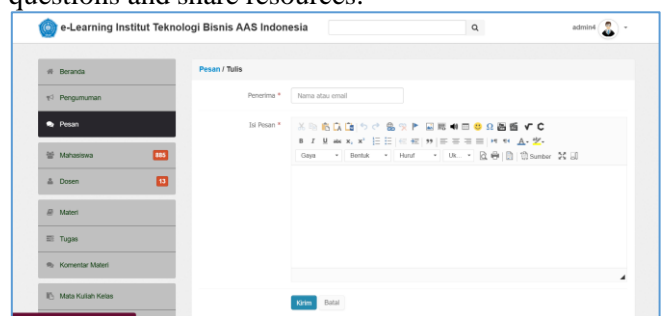 questions and share resources.
e-Learning Institut Teknologi Bisnis AAS Indonesia
admin4
Beranda
Pengumuman
Pesan
Mahasiswa 885
Dosen 13
Materi
Tugas
Komentar Materi
Mata Kuliah Kelas
Pesan / Tulis
Penerima * Nama atau email
Isi Pesan *
Gaya Bentuk Huruf Uk... Sumber
Kirim Batal